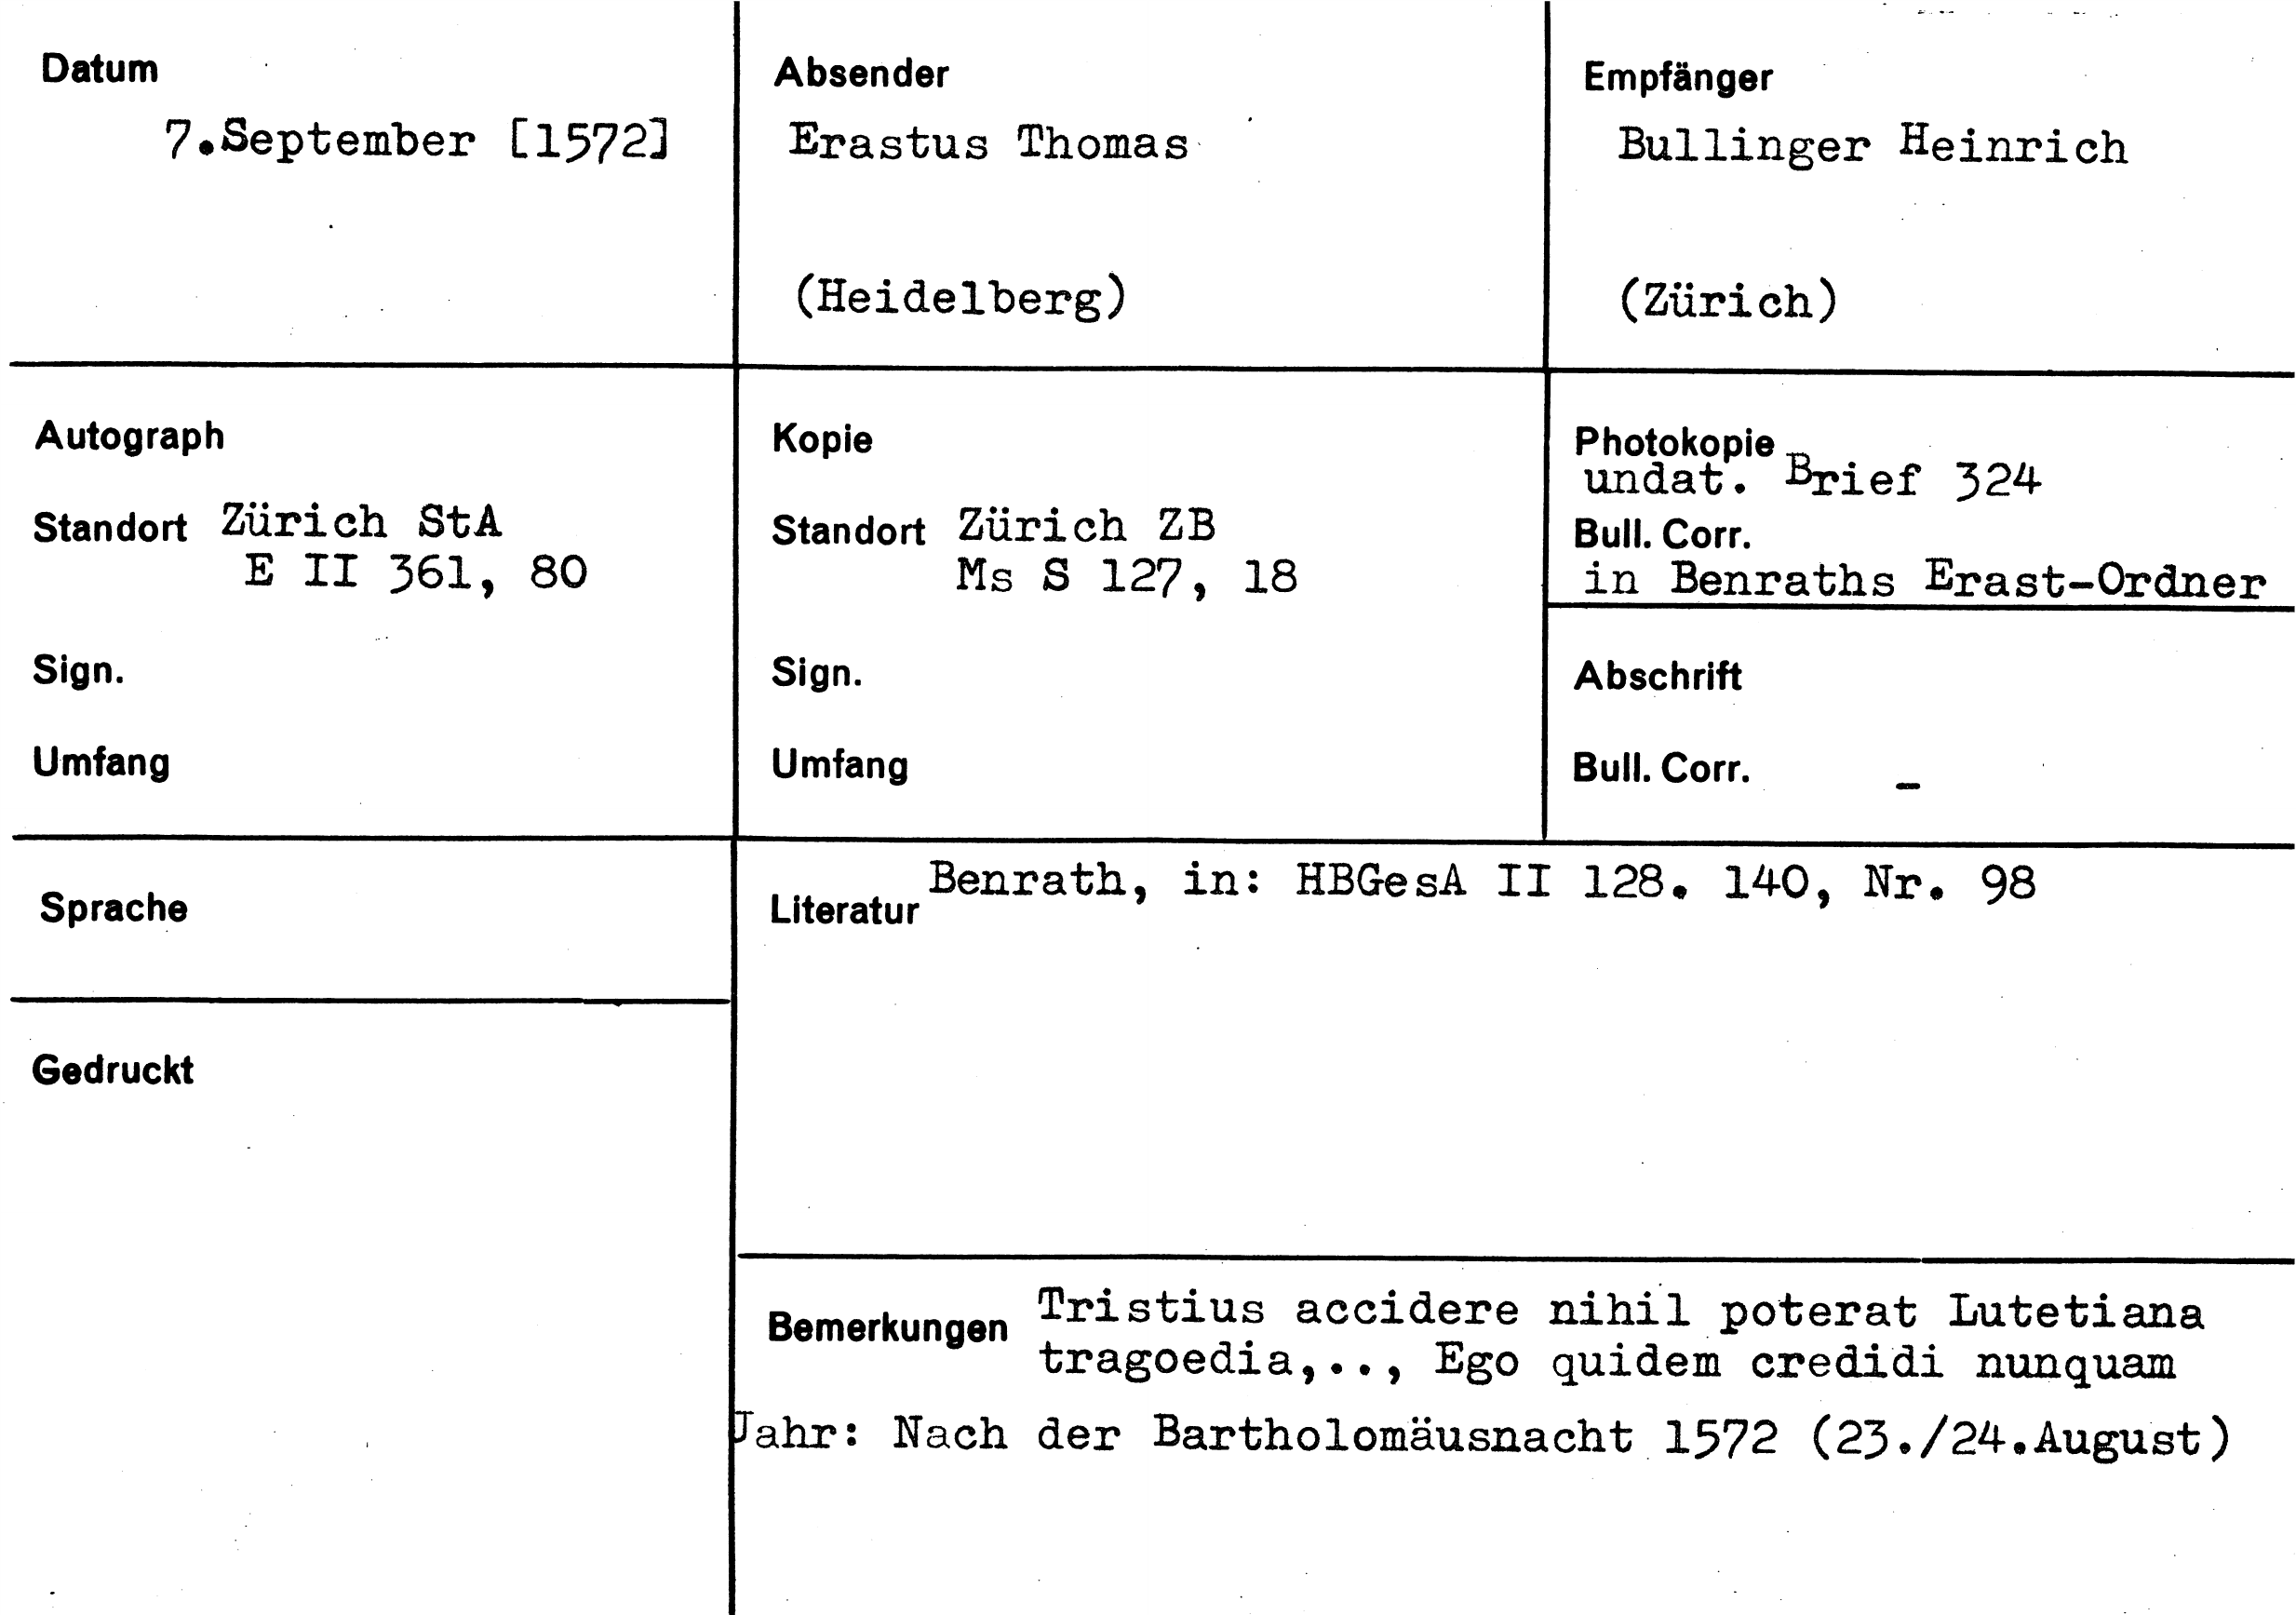 Datum
7.September [1572]
Absender
Erastus Thomas
(Heidelberg)
Empfänger
Bullinger Heinrich
(Zürich)
Autograph
Standort Zürich StA
E II 361, 80
Sign.
Umfang
Kopie
Standort Zürich ZB
Ms S 127, 18
Sign.
Umfang
Photokopie
undat. Brief 324
Bull. Corr.
in Benraths Erast-Ordner
Abschrift
Bull. Corr. -
Sprache
Gedruckt
Literatur Benrath, in: HBGesA II 128. 140, Nr. 98
Bemerkungen Tristius accidere nihil poterat Lutetiana
tragoedia,.., Ego quidem credidi nunquam
Jahr: Nach der Bartholomäusnacht 1572 (23./24.August)